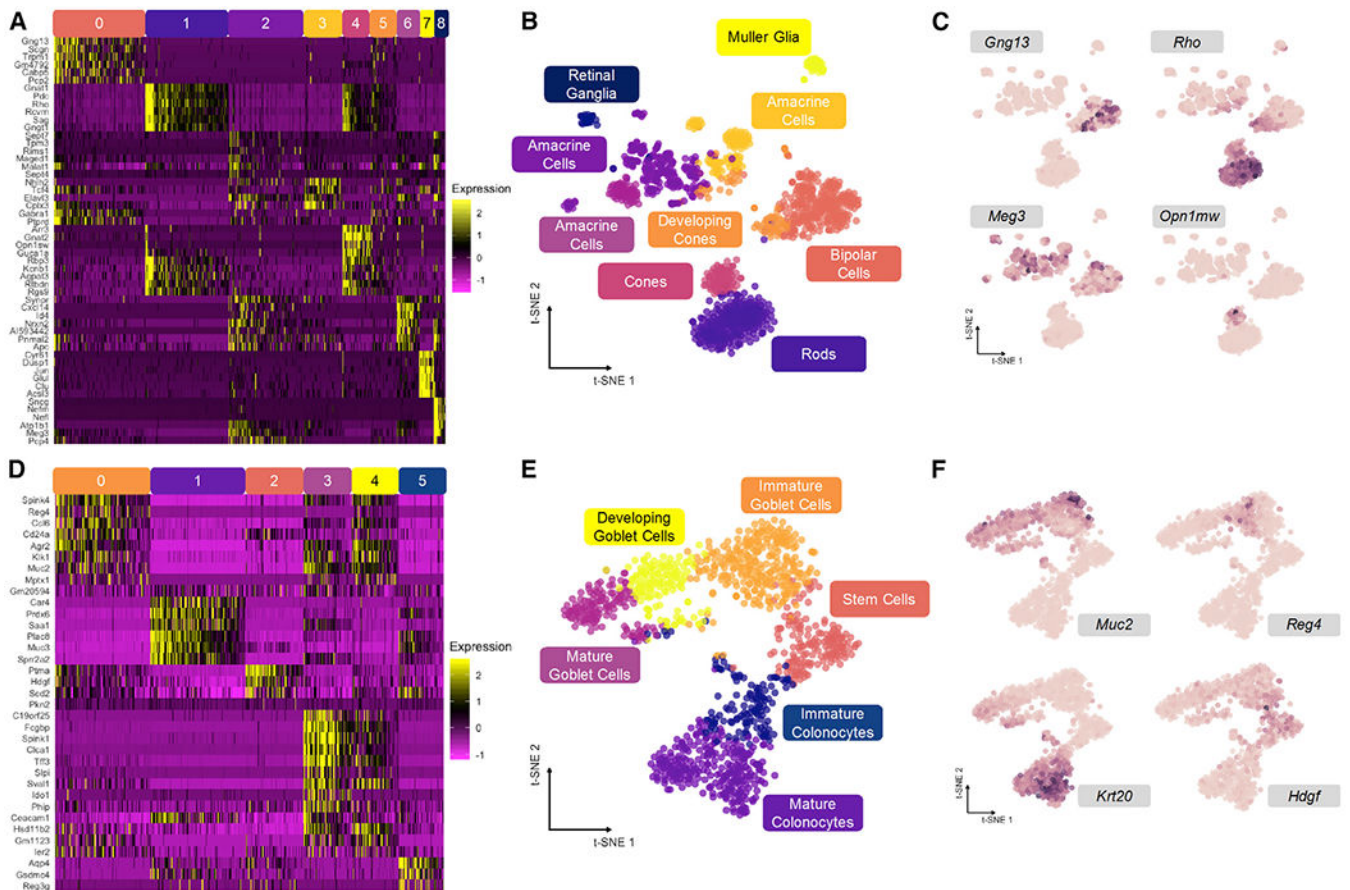 A
0 1 2 3 4 5 6 7 8
Gng13
Scgn
Trpm1
Gm4792
Cabp5
Pcp2
Gnat1
Pdc
Rho
Rcvrn
Sag
Gngt1
Sept7
Tpm3
Rims1
Maged1
Malat1
Sept4
Nhlh2
Tcf4
Elavl3
Cplx3
Gabra1
Ptprd
Arr3
Gnat2
Opn1sw
Guca1a
Rbp3
Kcnb1
Agpat3
Rtbdn
Rgs9
Synpr
Cxcl14
Id4
Nrxn2
AI593442
Pnmal2
Apc
Cyr61
Dusp1
Jun
Glul
Clu
Acsl3
Sncg
Nefm
Nefl
Atp1b1
Meg3
Pcp4
Expression
2
1
0
-1
B
Muller Glia
Retinal
Ganglia
Amacrine
Cells
Amacrine
Cells
Amacrine
Cells
Developing
Cones
Bipolar
Cells
Cones
Rods
t-SNE 2
t-SNE 1
C
Gng13
Rho
Meg3
Opn1mw
t-SNE 2
t-SNE 1
D
0 1 2 3 4 5
Spink4
Reg4
Ccl6
Cd24a
Agr2
Klk1
Muc2
Mptx1
Gm20594
Car4
Prdx6
Saa1
Plac8
Muc3
Sprr2a2
Ptma
Hdgf
Scd2
Pkn2
C19orf25
Fcgbp
Spink1
Clca1
Tff3
Slpi
Sval1
Ido1
Phip
Ceacam1
Hsd11b2
Gm1123
Ier2
Aqp4
Gsdmc4
Reg3g
Expression
2
1
0
-1
E
Immature
Goblet Cells
Developing
Goblet Cells
Stem Cells
Mature
Goblet Cells
Immature
Colonocytes
Mature
Colonocytes
t-SNE 2
t-SNE 1
F
Muc2
Reg4
Krt20
Hdgf
t-SNE 2
t-SNE 1